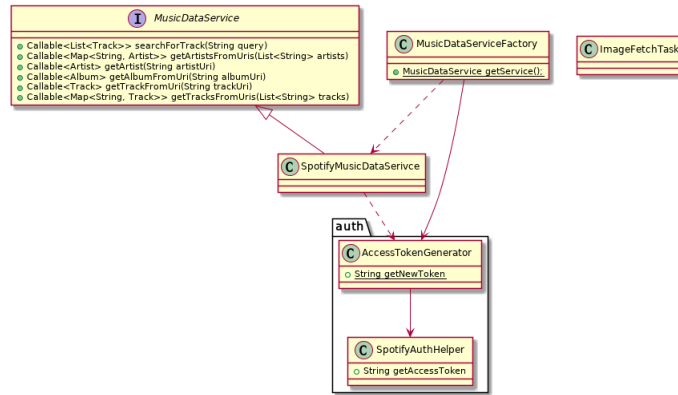 I MusicDataService
Callable<List<Track>> searchForTrack(String query)
Callable<Map<String, Artist>> getArtistsFromUris(List<String> artists)
Callable<Artist> getArtist(String artistUri)
Callable<Album> getAlbumFromUri(String albumUri)
Callable<Track> getTrackFromUri(String trackUri)
Callable<Map<String, Track>> getTracksFromUris(List<String> tracks)
C MusicDataServiceFactory
MusicDataService getService();
C ImageFetchTask
C SpotifyMusicDataSerivce
auth
C AccessTokenGenerator
String getNewToken
C SpotifyAuthHelper
String getAccessToken